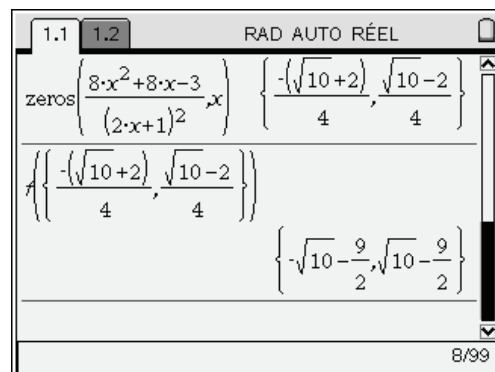 1.1 1.2 RAD AUTO RÉEL
zeros((8·x²+8·x-3)/(2·x+1)²,x) {-(√10+2)/4, (√10-2)/4}
f({-(√10+2)/4, (√10-2)/4})
{-√10-9/2, √10-9/2}
8/99